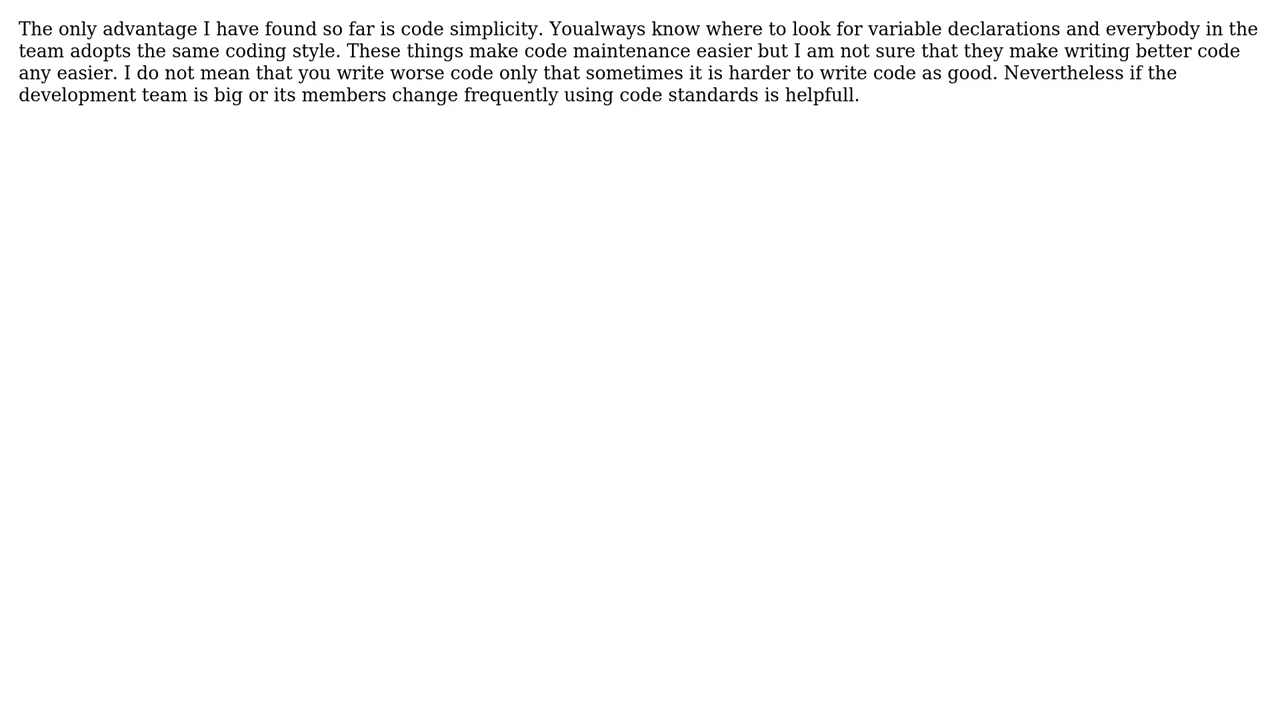 The only advantage I have found so far is code simplicity. Youalways know where to look for variable declarations and everybody in the
team adopts the same coding style. These things make code maintenance easier but I am not sure that they make writing better code
any easier. I do not mean that you write worse code only that sometimes it is harder to write code as good. Nevertheless if the
development team is big or its members change frequently using code standards is helpfull.